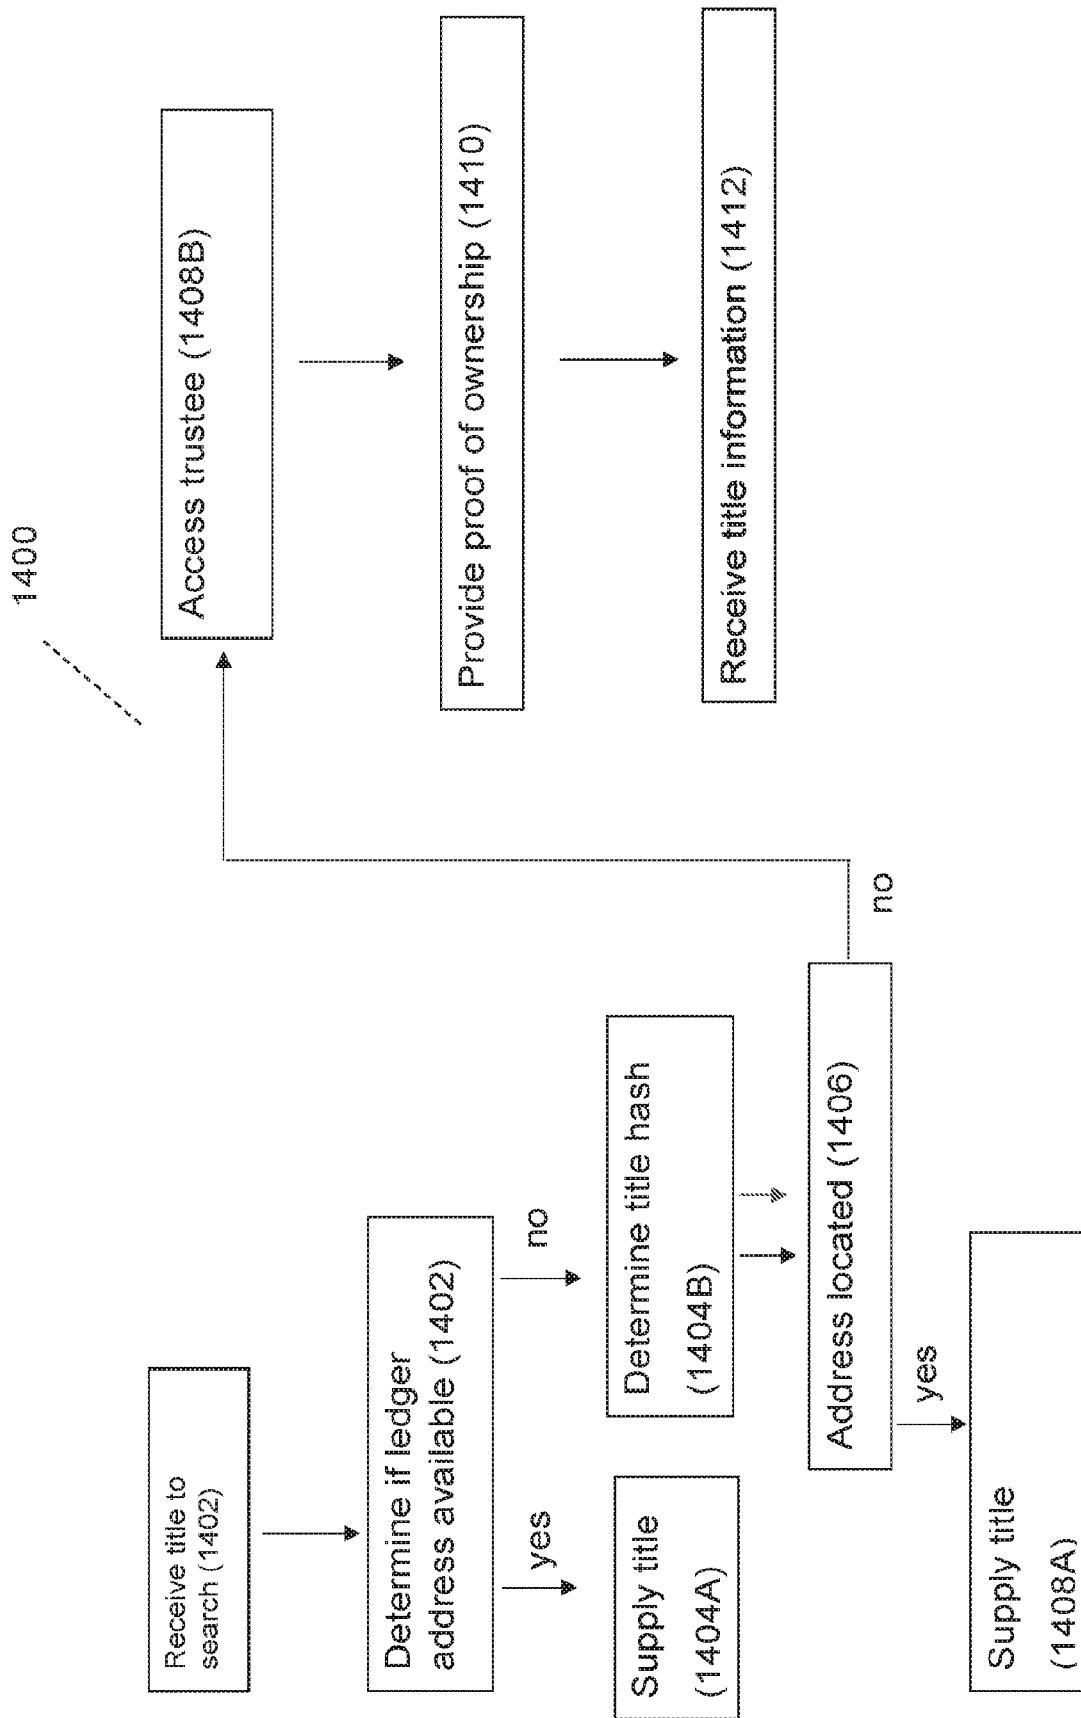 1400
Receive title to
search (1402)
Determine if ledger
address available (1402)
yes
no
Supply title
(1404A)
Determine title hash
(1404B)
Address located (1406)
yes
no
Supply title
(1408A)
Access trustee (1408B)
Provide proof of ownership (1410)
Receive title information (1412)